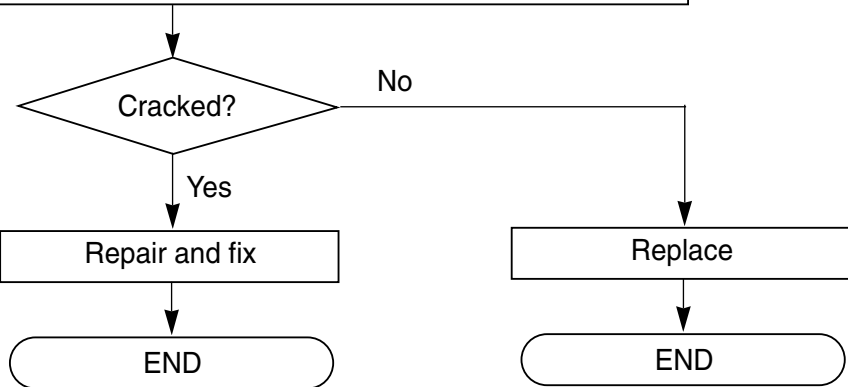 No
Cracked?
Yes
Repair and fix
Replace
END
END